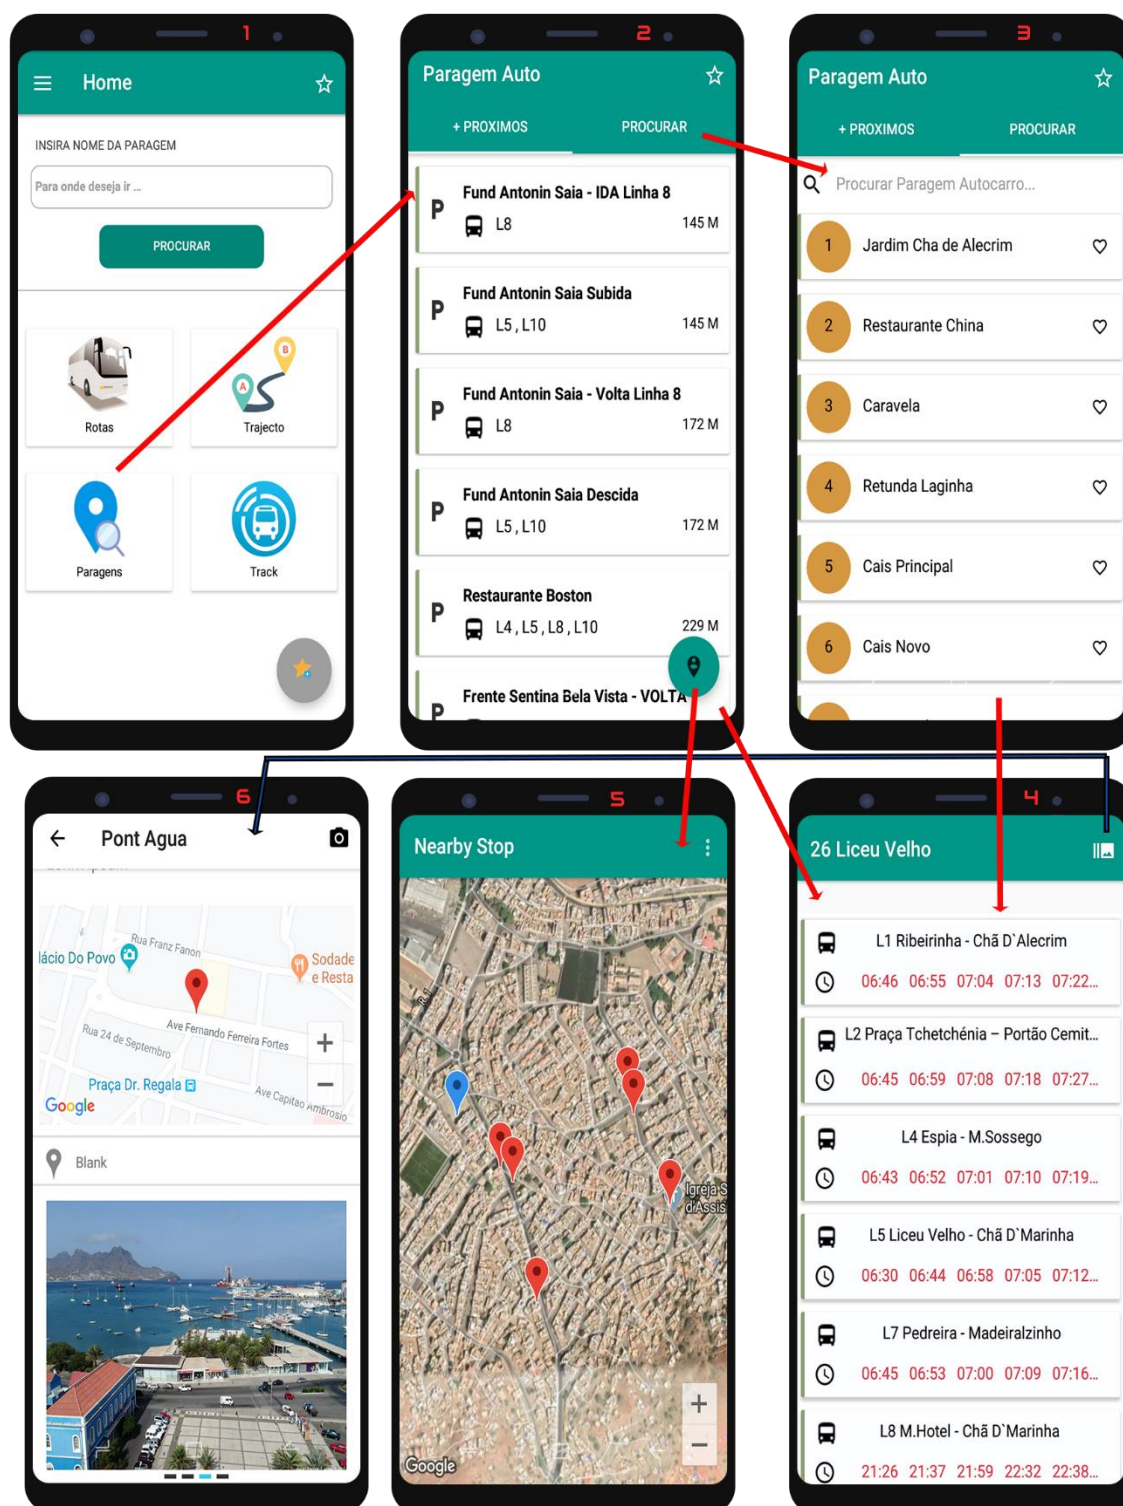 1
Home
INSIRA NOME DA PARAGEM
Para onde deseja ir ...
PROCURAR
B
A
Rotas
Trajecto
Paragens
Track
2
Paragem Auto
+ PROXIMOS
PROCURAR
P
Fund Antonin Saia - IDA Linha 8
L8
145 M
P
Fund Antonin Saia Subida
L5 , L10
145 M
P
Fund Antonin Saia - Volta Linha 8
L8
172 M
P
Fund Antonin Saia Descida
L5 , L10
172 M
P
Restaurante Boston
L4 , L5 , L8 , L10
229 M
P
Frente Sentina Bela Vista - VOLTA
3
Paragem Auto
+ PROXIMOS
PROCURAR
Procurar Paragem Autocarro...
1 Jardim Cha de Alecrim
2 Restaurante China
3 Caravela
4 Retunda Laginha
5 Cais Principal
6 Cais Novo
6
Pont Agua
Rua Franz Fanon
lácio Do Povo
Sodade
e Resta
Ave Fernando Ferreira Fortes
Rua 24 de Septembro
+
Praça Dr. Regala
−
Ave Capitao Ambrosio
Google
Blank
5
Nearby Stop
Igreja S
d'Assis
+
−
Google
4
26 Liceu Velho
L1 Ribeirinha - Chã D`Alecrim
06:46 06:55 07:04 07:13 07:22...
L2 Praça Tchetchénia – Portão Cemit...
06:45 06:59 07:08 07:18 07:27...
L4 Espia - M.Sossego
06:43 06:52 07:01 07:10 07:19...
L5 Liceu Velho - Chã D`Marinha
06:30 06:44 06:58 07:05 07:12...
L7 Pedreira - Madeiralzinho
06:45 06:53 07:00 07:09 07:16...
L8 M.Hotel - Chã D`Marinha
21:26 21:37 21:59 22:32 22:38...